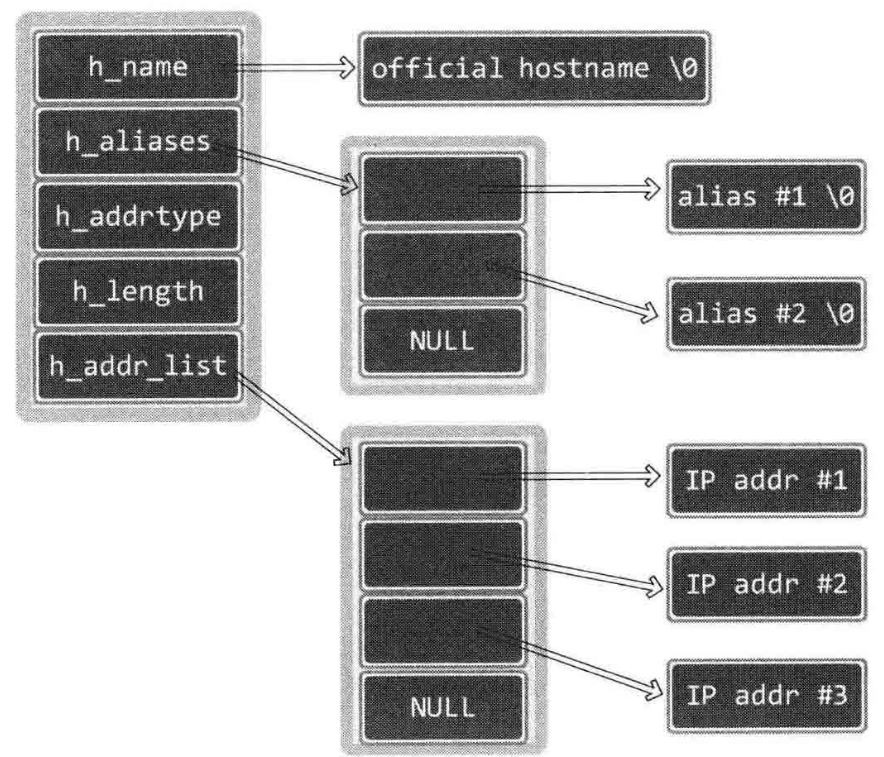 h_name
official hostname \0
h_aliases
h_addrtype
h_length
h_addr_list
alias #1 \0
alias #2 \0
NULL
IP addr #1
IP addr #2
IP addr #3
NULL